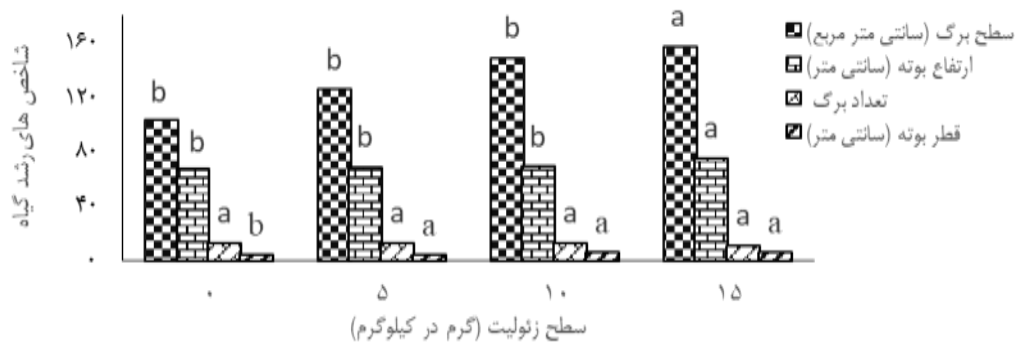 شاخص های رشد گیاه
۱۶۰
۱۲۰
۸۰
۴۰
۰
b b a b
b b a a
b b a a
a a a a
۰ ۵ ۱۰ ۱۵
سطح زئولیت (گرم در کیلوگرم)
سطح برگ (سانتی متر مربع)
ارتفاع بوته (سانتی متر)
تعداد برگ
قطر بوته (سانتی متر)